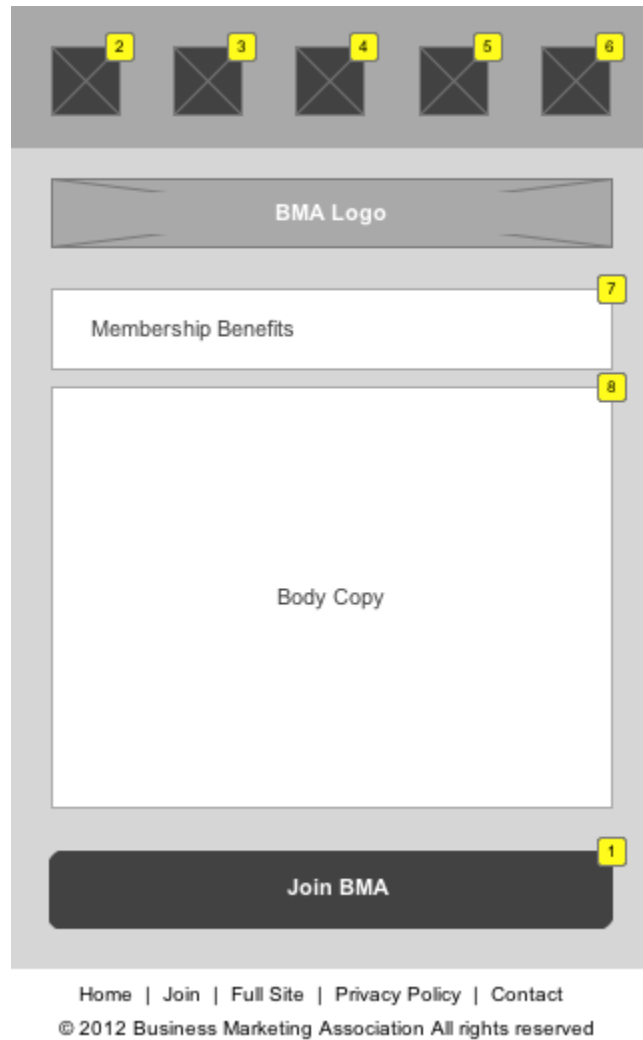 2 3 4 5 6
BMA Logo
7
Membership Benefits
8
Body Copy
1
Join BMA
Home | Join | Full Site | Privacy Policy | Contact
© 2012 Business Marketing Association All rights reserved